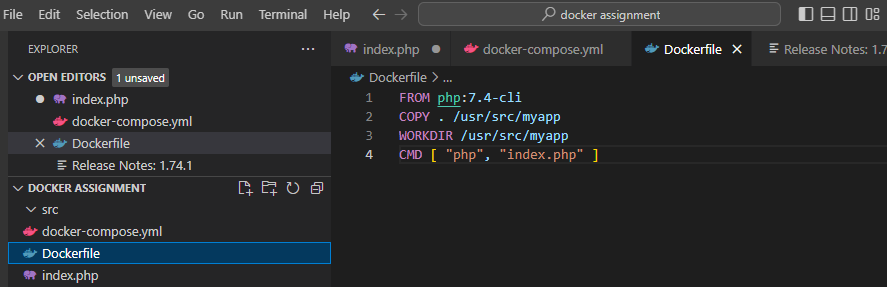 File Edit Selection View Go Run Terminal Help docker assignment
EXPLORER
OPEN EDITORS 1 unsaved
index.php
docker-compose.yml
Dockerfile
Release Notes: 1.74.1
DOCKER ASSIGNMENT
src
docker-compose.yml
Dockerfile
index.php
index.php docker-compose.yml Dockerfile Release Notes: 1.7
Dockerfile > ...
1 FROM php:7.4-cli
2 COPY . /usr/src/myapp
3 WORKDIR /usr/src/myapp
4 CMD [ "php", "index.php" ]